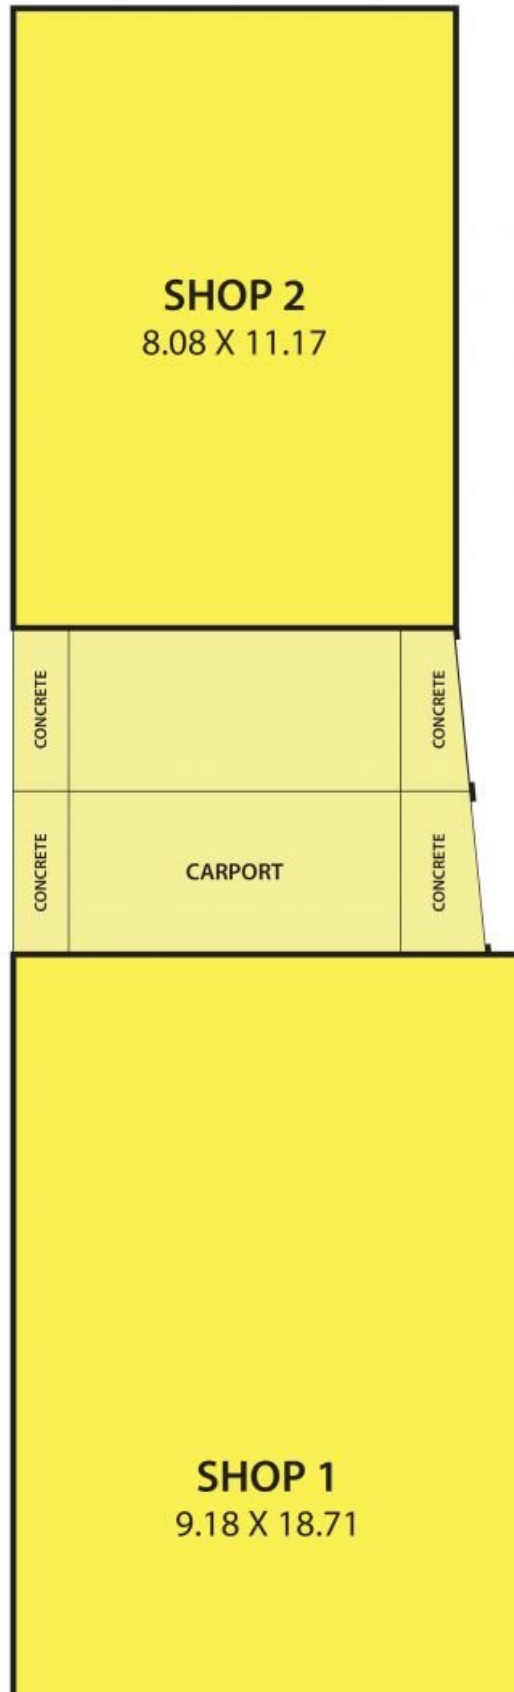 SHOP 2
8.08 X 11.17
CONCRETE
CONCRETE
CONCRETE
CARPORT
CONCRETE
SHOP 1
9.18 X 18.71